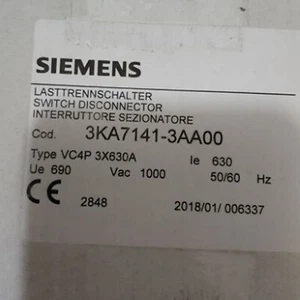 SIEMENS
LASTTRENNSCHALTER
SWITCH DISCONNECTOR
INTERRUTTORE SEZIONATORE
Cod. 3KA7141-3AA00
Type VC4P 3X630A Ie 630
Ue 690 Vac 1000 50/60 Hz
CE 2848 2018/01/ 006337